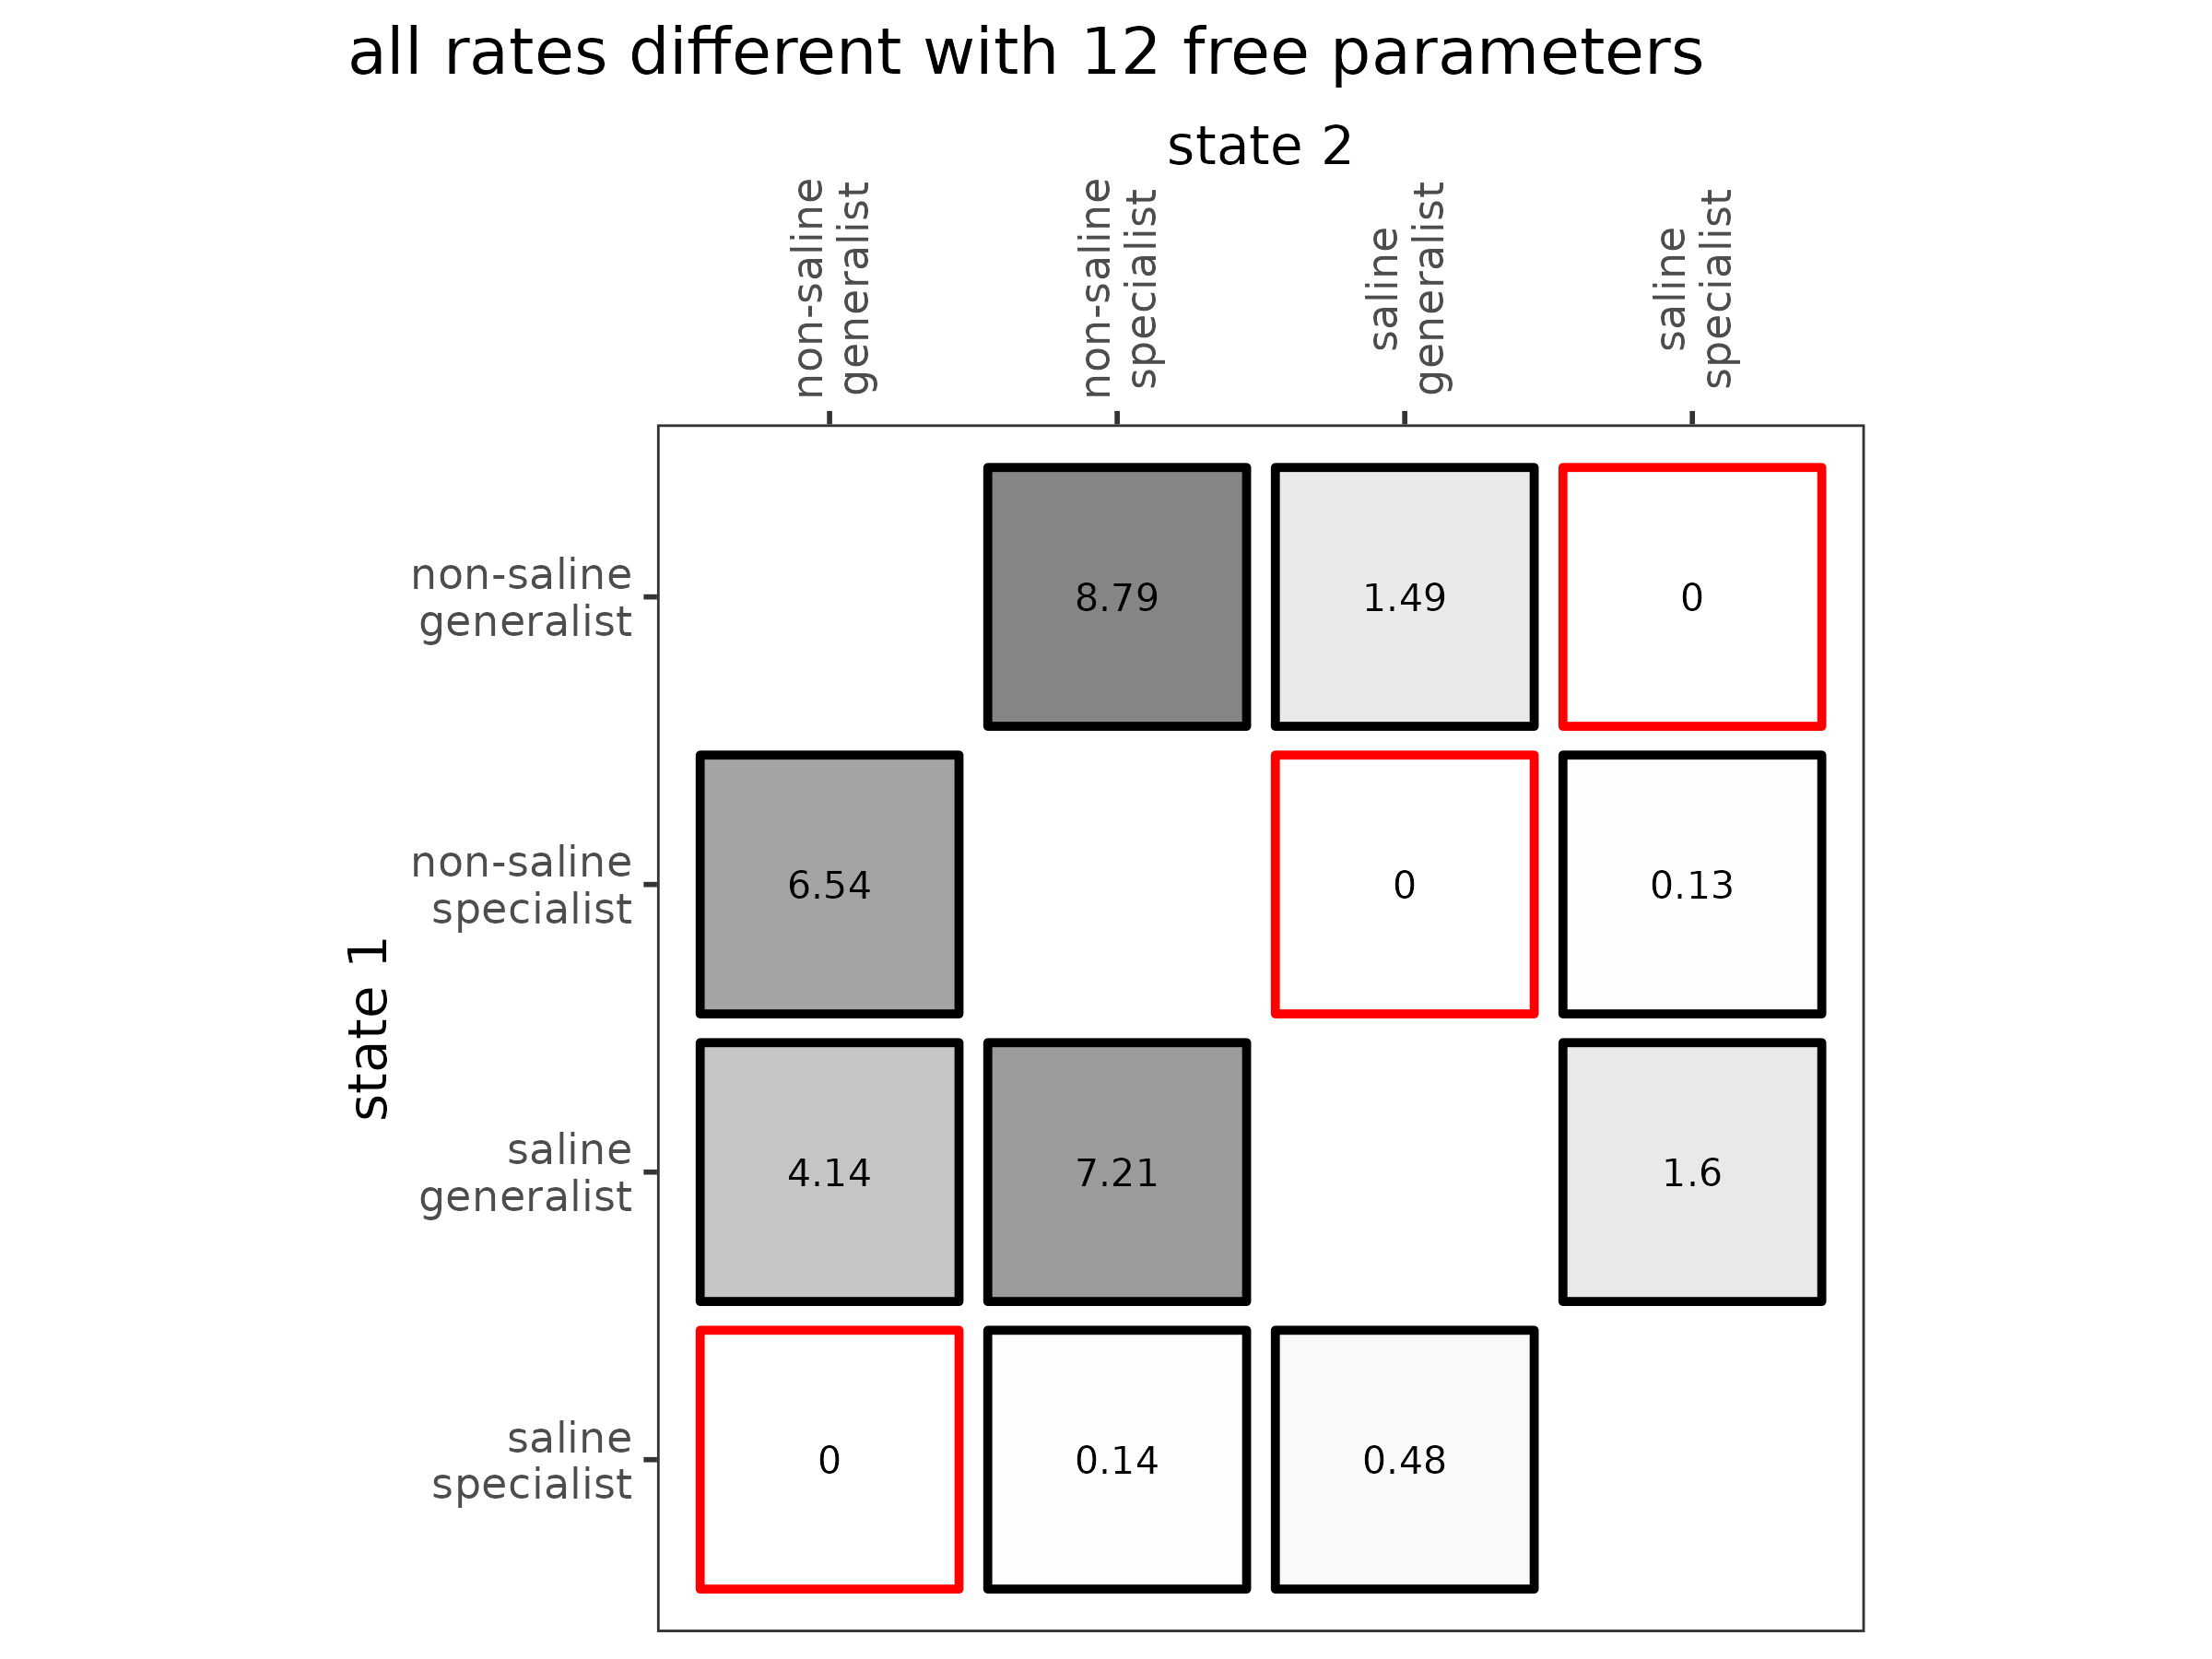 all rates different with 12 free parameters
state 2
non-saline
generalist
non-saline
specialist
saline
generalist
saline
specialist
non-saline
generalist
8.79
1.49
0
non-saline
specialist
6.54
0
0.13
state 1
saline
generalist
4.14
7.21
1.6
saline
specialist
0
0.14
0.48